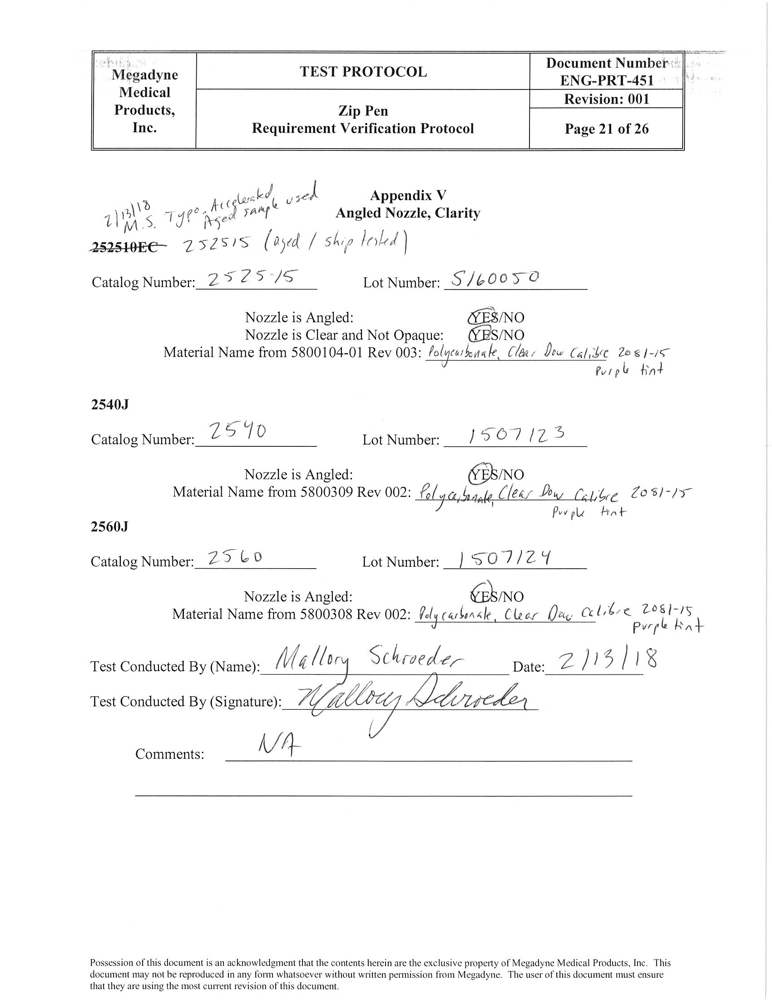 Megadyne
Medical
Products,
Inc.
TEST PROTOCOL
Zip Pen
Requirement Verification Protocol
Document Number
ENG-PRT-451
Revision: 001
Page 21 of 26
2/13/18
M.S. Typo. Accelerated
Aged sample used
Appendix V
Angled Nozzle, Clarity
252510EC 252515 (aged / ship tested)
Catalog Number: 2525-15 Lot Number: S160050
Nozzle is Angled: YES/NO
Nozzle is Clear and Not Opaque: YES/NO
Material Name from 5800104-01 Rev 003: Polycarbonate, Clear Dow Calibre 2081-15
Purple tint
2540J
Catalog Number: 2540 Lot Number: 1507123
Nozzle is Angled: YES/NO
Material Name from 5800309 Rev 002: Polycarbonate, Clear Dow Calibre 2081-15
Purple tint
2560J
Catalog Number: 2560 Lot Number: 1507124
Nozzle is Angled: YES/NO
Material Name from 5800308 Rev 002: Polycarbonate, Clear Dow Calibre 2081-15
purple tint
Test Conducted By (Name): Mallory Schroeder Date: 2/13/18
Test Conducted By (Signature): Mallory Schroeder
Comments: NA
Possession of this document is an acknowledgment that the contents herein are the exclusive property of Megadyne Medical Products, Inc. This
document may not be reproduced in any form whatsoever without written permission from Megadyne. The user of this document must ensure
that they are using the most current revision of this document.